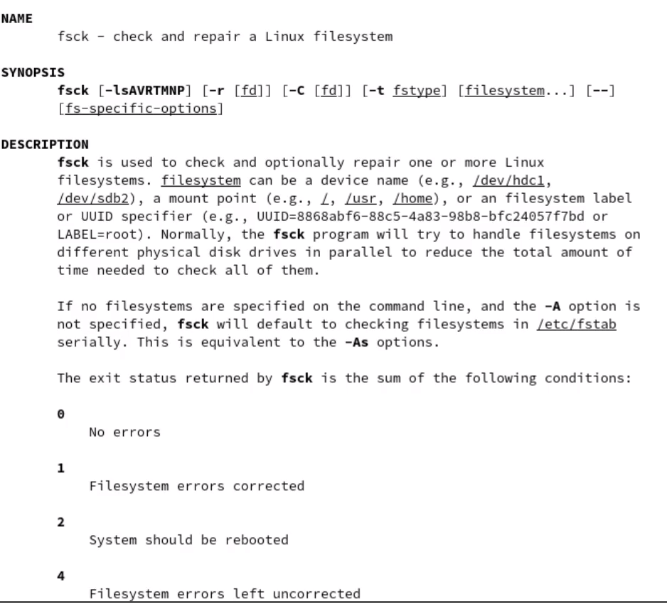 NAME
fsck - check and repair a Linux filesystem
SYNOPSIS
fsck [-lsAVRTMNP] [-r [fd]] [-C [fd]] [-t fstype] [filesystem...] [--]
[fs-specific-options]
DESCRIPTION
fsck is used to check and optionally repair one or more Linux
filesystems. filesystem can be a device name (e.g., /dev/hdc1,
/dev/sdb2), a mount point (e.g., /, /usr, /home), or an filesystem label
or UUID specifier (e.g., UUID=8868abf6-88c5-4a83-98b8-bfc24057f7bd or
LABEL=root). Normally, the fsck program will try to handle filesystems on
different physical disk drives in parallel to reduce the total amount of
time needed to check all of them.
If no filesystems are specified on the command line, and the -A option is
not specified, fsck will default to checking filesystems in /etc/fstab
serially. This is equivalent to the -As options.
The exit status returned by fsck is the sum of the following conditions:
0
No errors
1
Filesystem errors corrected
2
System should be rebooted
4
Filesystem errors left uncorrected